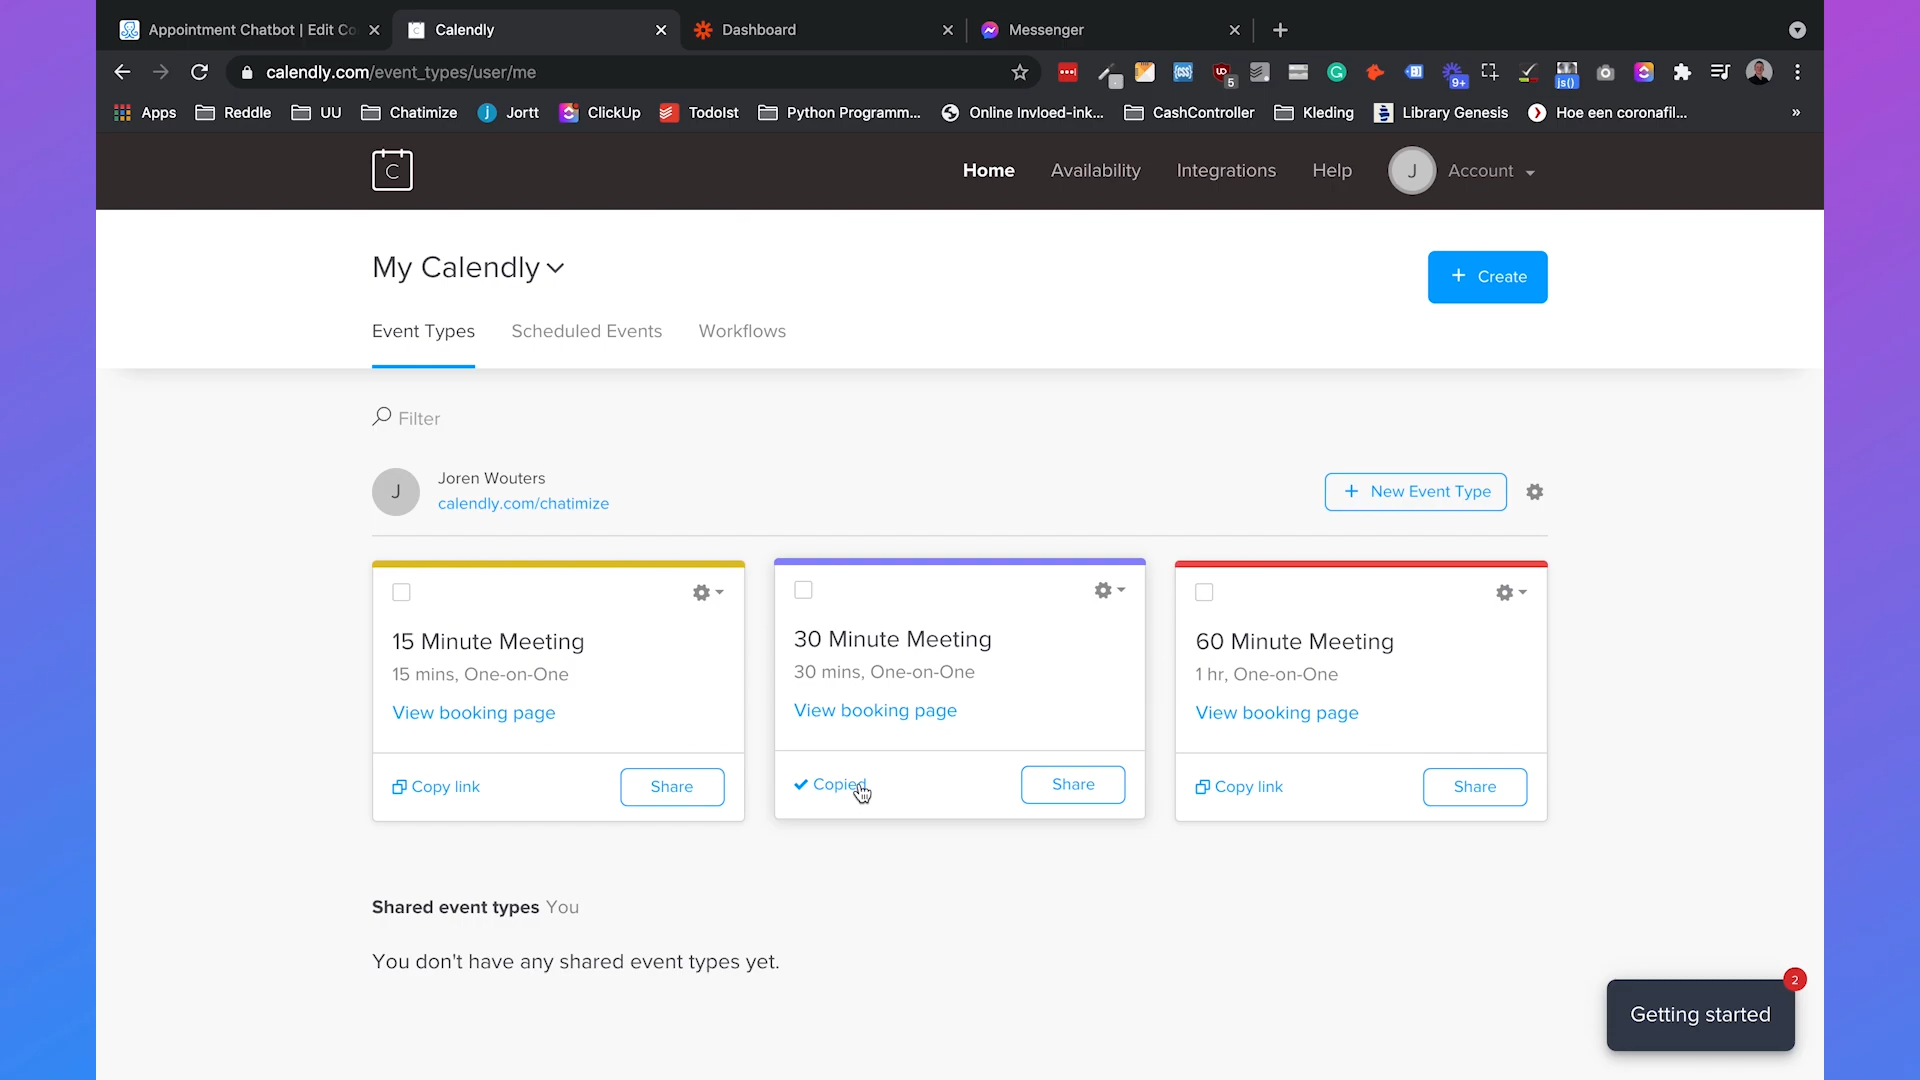 Appointment Chatbot | Edit Co
Calendly
Dashboard
Messenger
calendly.com/event_types/user/me
5
9+
js()
Apps
Reddle
UU
Chatimize
Jortt
ClickUp
TodoIst
Python Programm...
Online Invloed-ink...
CashController
Kleding
Library Genesis
Hoe een coronafil...
»
C
Home
Availability
Integrations
Help
J
Account
My Calendly
+ Create
Event Types
Scheduled Events
Workflows
Filter
J
Joren Wouters
calendly.com/chatimize
+ New Event Type
15 Minute Meeting
15 mins, One-on-One
View booking page
Copy link
Share
30 Minute Meeting
30 mins, One-on-One
View booking page
Copied
Share
60 Minute Meeting
1 hr, One-on-One
View booking page
Copy link
Share
Shared event types You
You don't have any shared event types yet.
2
Getting started